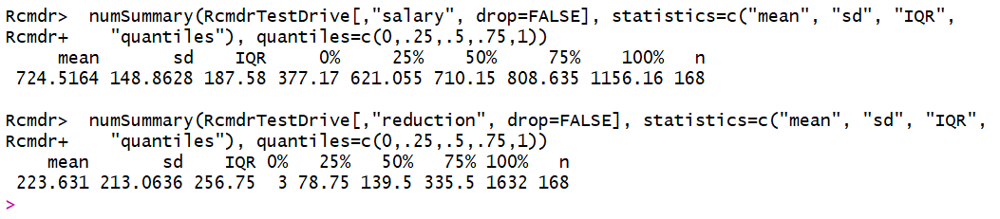 Rcmdr>  numSummary(RcmdrTestDrive[,"salary", drop=FALSE], statistics=c("mean", "sd", "IQR",
Rcmdr+    "quantiles"), quantiles=c(0,.25,.5,.75,1))
     mean       sd    IQR     0%     25%    50%     75%    100%   n
 724.5164 148.8628 187.58 377.17 621.055 710.15 808.635 1156.16 168
Rcmdr>  numSummary(RcmdrTestDrive[,"reduction", drop=FALSE], statistics=c("mean", "sd", "IQR",
Rcmdr+    "quantiles"), quantiles=c(0,.25,.5,.75,1))
    mean       sd    IQR 0%   25%   50%   75% 100%   n
 223.631 213.0636 256.75  3 78.75 139.5 335.5 1632 168
>